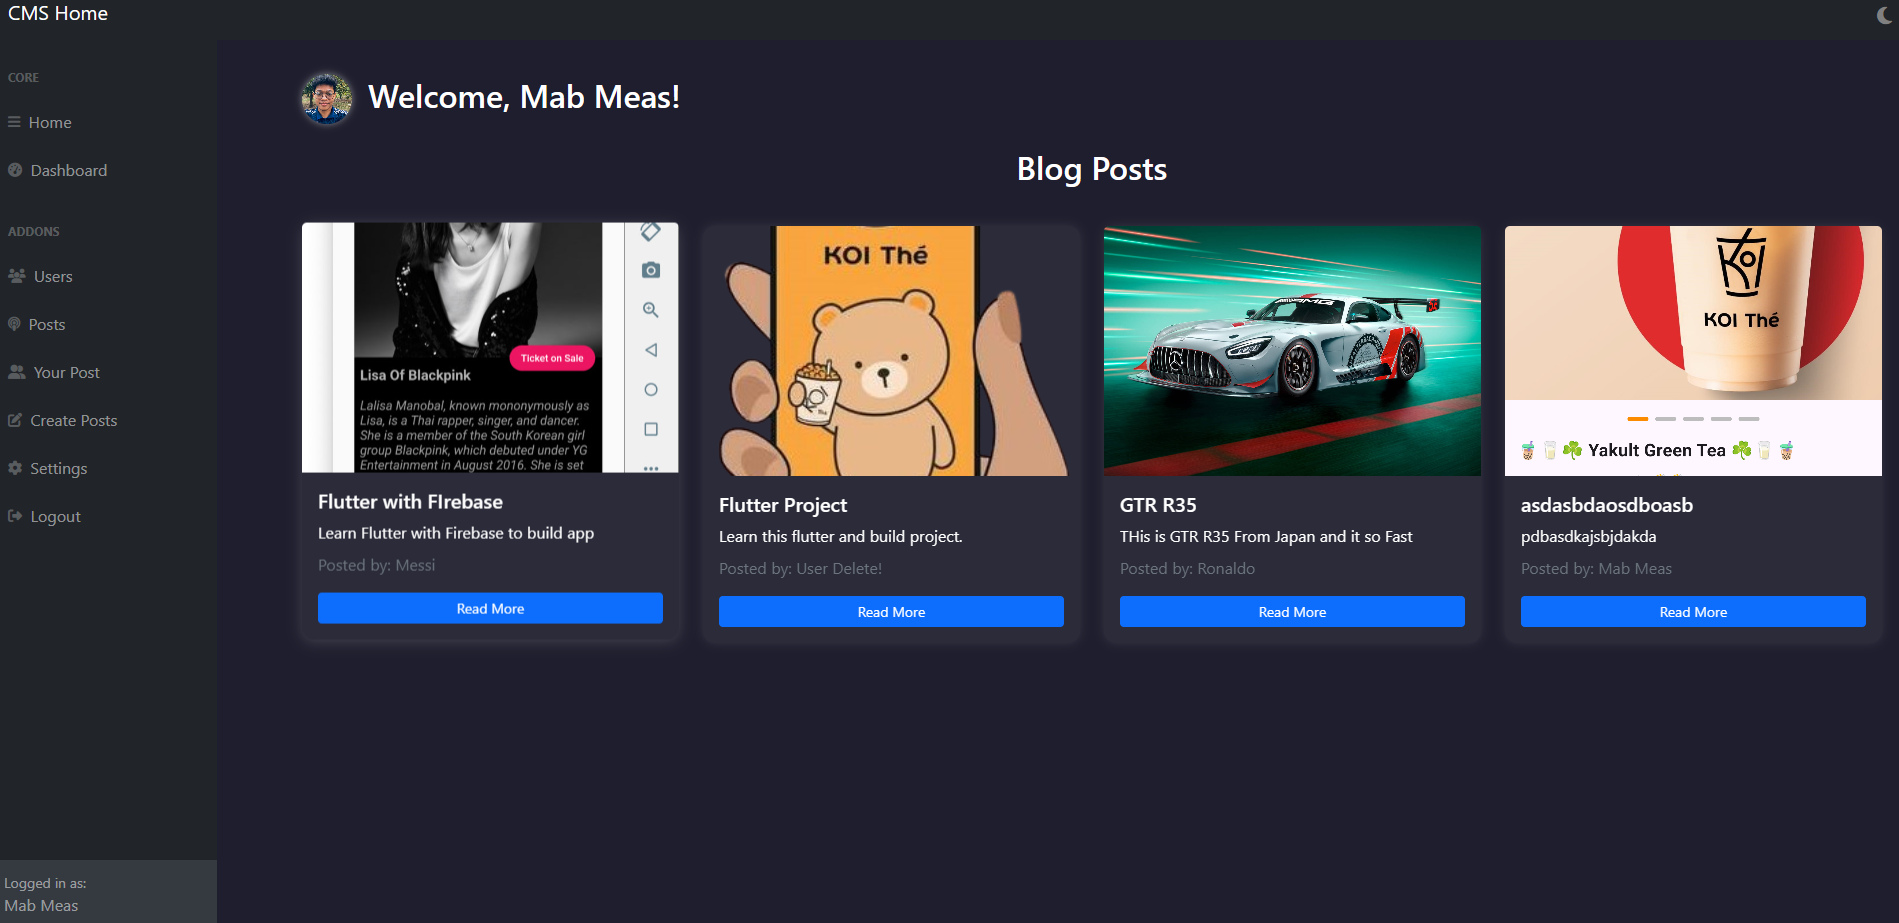 CMS Home
CORE
Home
Dashboard
ADDONS
Users
Posts
Your Post
Create Posts
Settings
Logout
Logged in as:
Mab Meas
Welcome, Mab Meas!
Blog Posts
Ticket on Sale
Lisa Of Blackpink
Lalisa Manobal, known mononymously as
Lisa, is a Thai rapper, singer, and dancer.
She is a member of the South Korean girl
group Blackpink, which debuted under YG
Entertainment in August 2016. She is set
Flutter with FIrebase
Learn Flutter with Firebase to build app
Posted by: Messi
Read More
KOI Thé
KOI
Thé
Flutter Project
Learn this flutter and build project.
Posted by: User Delete!
Read More
AMG
GTR R35
THis is GTR R35 From Japan and it so Fast
Posted by: Ronaldo
Read More
KOI
KOI Thé
Yakult Green Tea
asdasbdaosdboasb
pdbasdkajsbjdakda
Posted by: Mab Meas
Read More